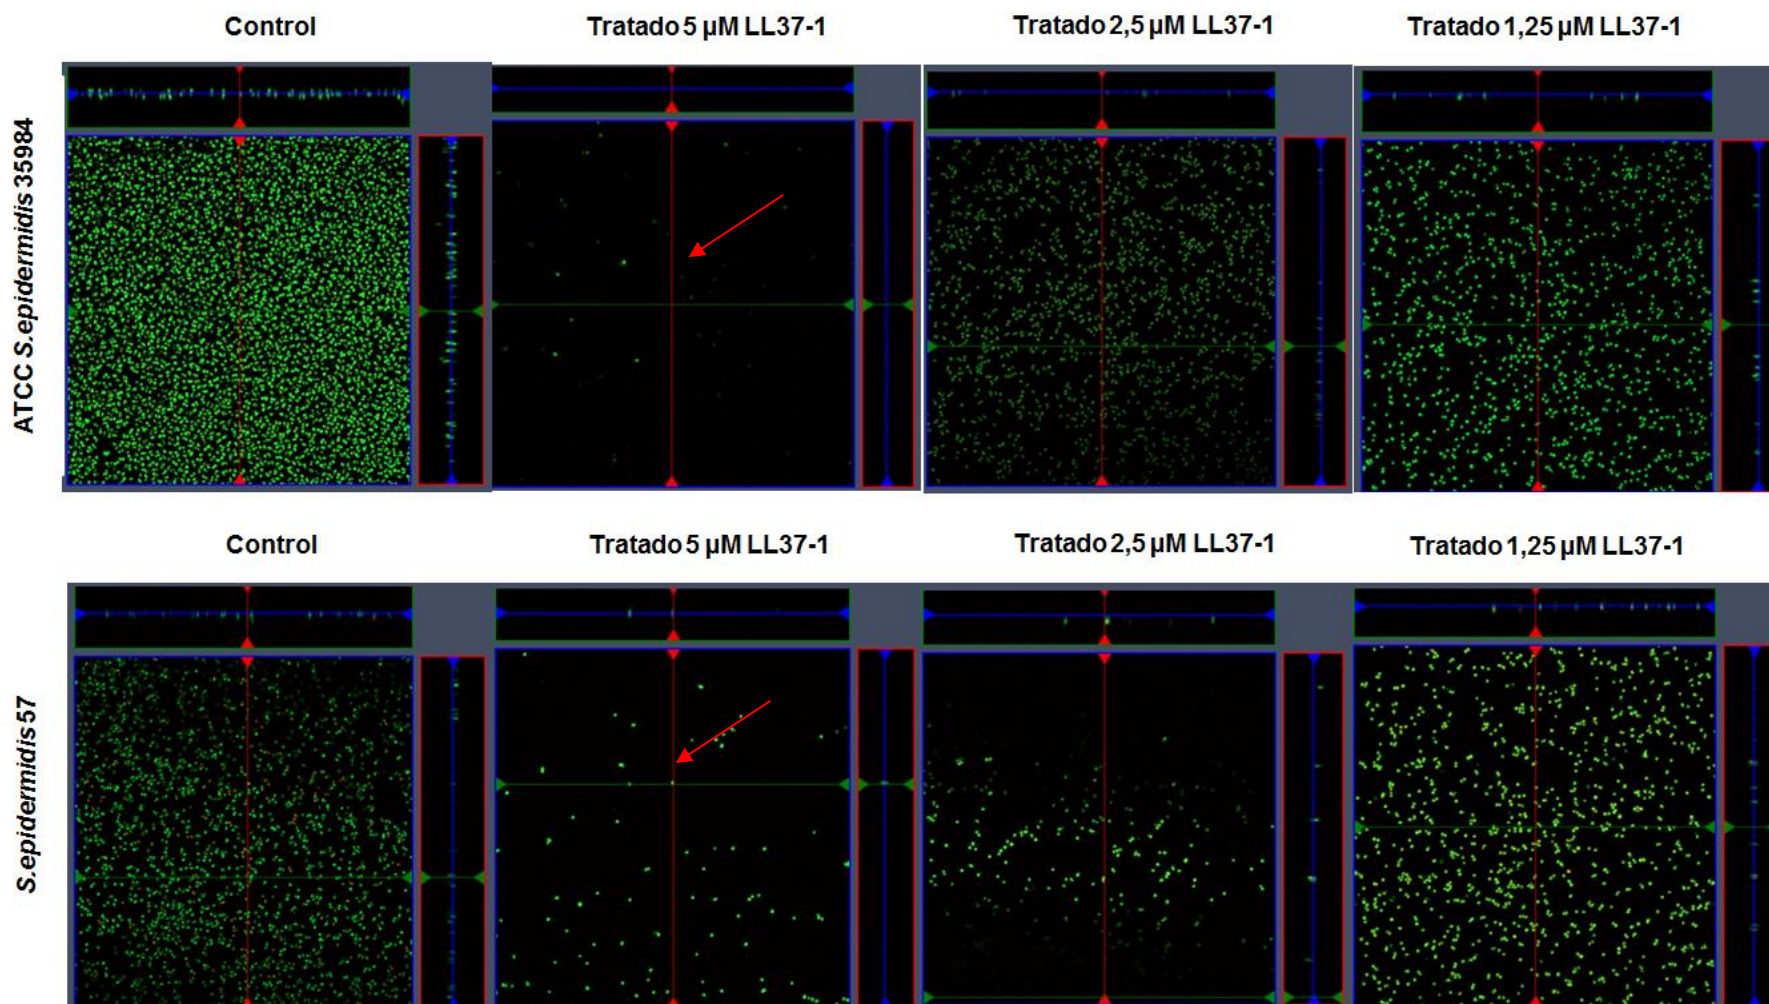 Control
Tratado 5 µM LL37-1
Tratado 2,5 µM LL37-1
Tratado 1,25 µM LL37-1
ATCC S.epidermidis 35984
Control
Tratado 5 µM LL37-1
Tratado 2,5 µM LL37-1
Tratado 1,25 µM LL37-1
S.epidermidis 57